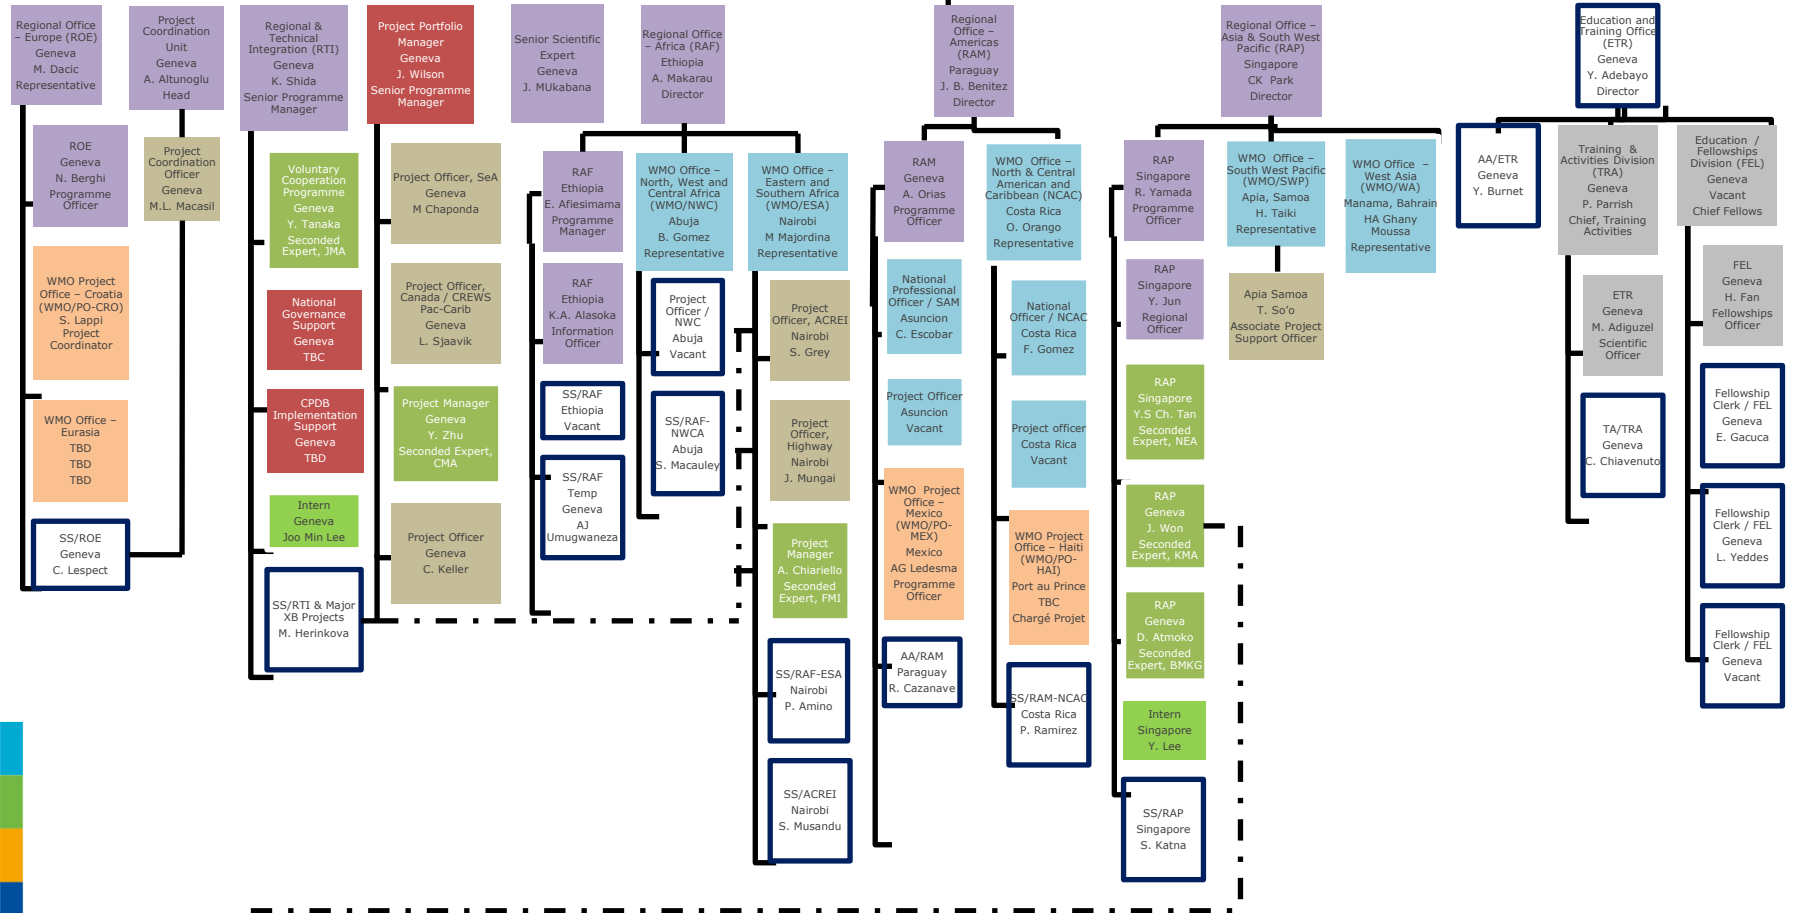 Regional Office
– Europe (ROE)
Geneva
M. Dacic
Representative
ROE
Geneva
N. Berghi
Programme
Officer
WMO Project
Office – Croatia
(WMO/PO-CRO)
S. Lappi
Project
Coordinator
WMO Office –
Eurasia
TBD
TBD
TBD
SS/ROE
Geneva
C. Lespect
Project
Coordination
Unit
Geneva
A. Altunoglu
Head
Project
Coordination
Officer
Geneva
M.L. Macasil
Regional &
Technical
Integration (RTI)
Geneva
K. Shida
Senior Programme
Manager
Voluntary
Cooperation
Programme
Geneva
Y. Tanaka
Seconded
Expert, JMA
National
Governance
Support
Geneva
TBC
CPDB
Implementation
Support
Geneva
TBD
Intern
Geneva
Joo Min Lee
SS/RTI & Major
XB Projects
M. Herinkova
Project Portfolio
Manager
Geneva
J. Wilson
Senior Programme
Manager
Project Officer, SeA
Geneva
M Chaponda
Project Officer,
Canada / CREWS
Pac-Carib
Geneva
L. Sjaavik
Project Manager
Geneva
Y. Zhu
Seconded Expert,
CMA
Project Officer
Geneva
C. Keller
Senior Scientific
Expert
Geneva
J. MUkabana
Regional Office
– Africa (RAF)
Ethiopia
A. Makarau
Director
RAF
Ethiopia
E. Afiesimama
Programme
Manager
RAF
Ethiopia
K.A. Alasoka
Information
Officer
SS/RAF
Ethiopia
Vacant
SS/RAF
Temp
Geneva
AJ
Umugwaneza
WMO Office –
North, West and
Central Africa
(WMO/NWC)
Abuja
B. Gomez
Representative
Project
Officer /
NWC
Abuja
Vacant
SS/RAF-
NWCA
Abuja
S. Macauley
WMO Office –
Eastern and
Southern Africa
(WMO/ESA)
Nairobi
M Majordina
Representative
Project
Officer, ACREI
Nairobi
S. Grey
Project
Officer,
Highway
Nairobi
J. Mungai
Project
Manager
A. Chiariello
Seconded
Expert, FMI
SS/RAF-ESA
Nairobi
P. Amino
SS/ACREI
Nairobi
S. Musandu
Regional
Office –
Americas
(RAM)
Paraguay
J. B. Benitez
Director
RAM
Geneva
A. Orias
Programme
Officer
National
Professional
Officer / SAM
Asuncion
C. Escobar
Project Officer
Asuncion
Vacant
WMO Project
Office –
Mexico
(WMO/PO-
MEX)
Mexico
AG Ledesma
Programme
Officer
AA/RAM
Paraguay
R. Cazanave
WMO Office –
North & Central
American and
Caribbean (NCAC)
Costa Rica
O. Orango
Representative
National
Officer / NCAC
Costa Rica
F. Gomez
Project officer
Costa Rica
Vacant
WMO Project
Office – Haiti
(WMO/PO-
HAI)
Port au Prince
TBC
Chargé Projet
SS/RAM-NCAC
Costa Rica
P. Ramirez
Regional Office –
Asia & South West
Pacific (RAP)
Singapore
CK Park
Director
RAP
Singapore
R. Yamada
Programme
Officer
RAP
Singapore
Y. Jun
Regional
Officer
RAP
Singapore
Y.S Ch. Tan
Seconded
Expert, NEA
RAP
Geneva
J. Won
Seconded
Expert, KMA
RAP
Geneva
D. Atmoko
Seconded
Expert, BMKG
Intern
Singapore
Y. Lee
SS/RAP
Singapore
S. Katna
WMO Office –
South West Pacific
(WMO/SWP)
Apia, Samoa
H. Taiki
Representative
Apia Samoa
T. So'o
Associate Project
Support Officer
WMO Office –
West Asia
(WMO/WA)
Manama, Bahrain
HA Ghany
Moussa
Representative
Education and
Training Office
(ETR)
Geneva
Y. Adebayo
Director
AA/ETR
Geneva
Y. Burnet
Training &
Activities Division
(TRA)
Geneva
P. Parrish
Chief, Training
Activities
ETR
Geneva
M. Adiguzel
Scientific
Officer
TA/TRA
Geneva
C. Chiavenuto
Education /
Fellowships
Division (FEL)
Geneva
Vacant
Chief Fellows
FEL
Geneva
H. Fan
Fellowships
Officer
Fellowship
Clerk / FEL
Geneva
E. Gacuca
Fellowship
Clerk / FEL
Geneva
L. Yeddes
Fellowship
Clerk / FEL
Geneva
Vacant